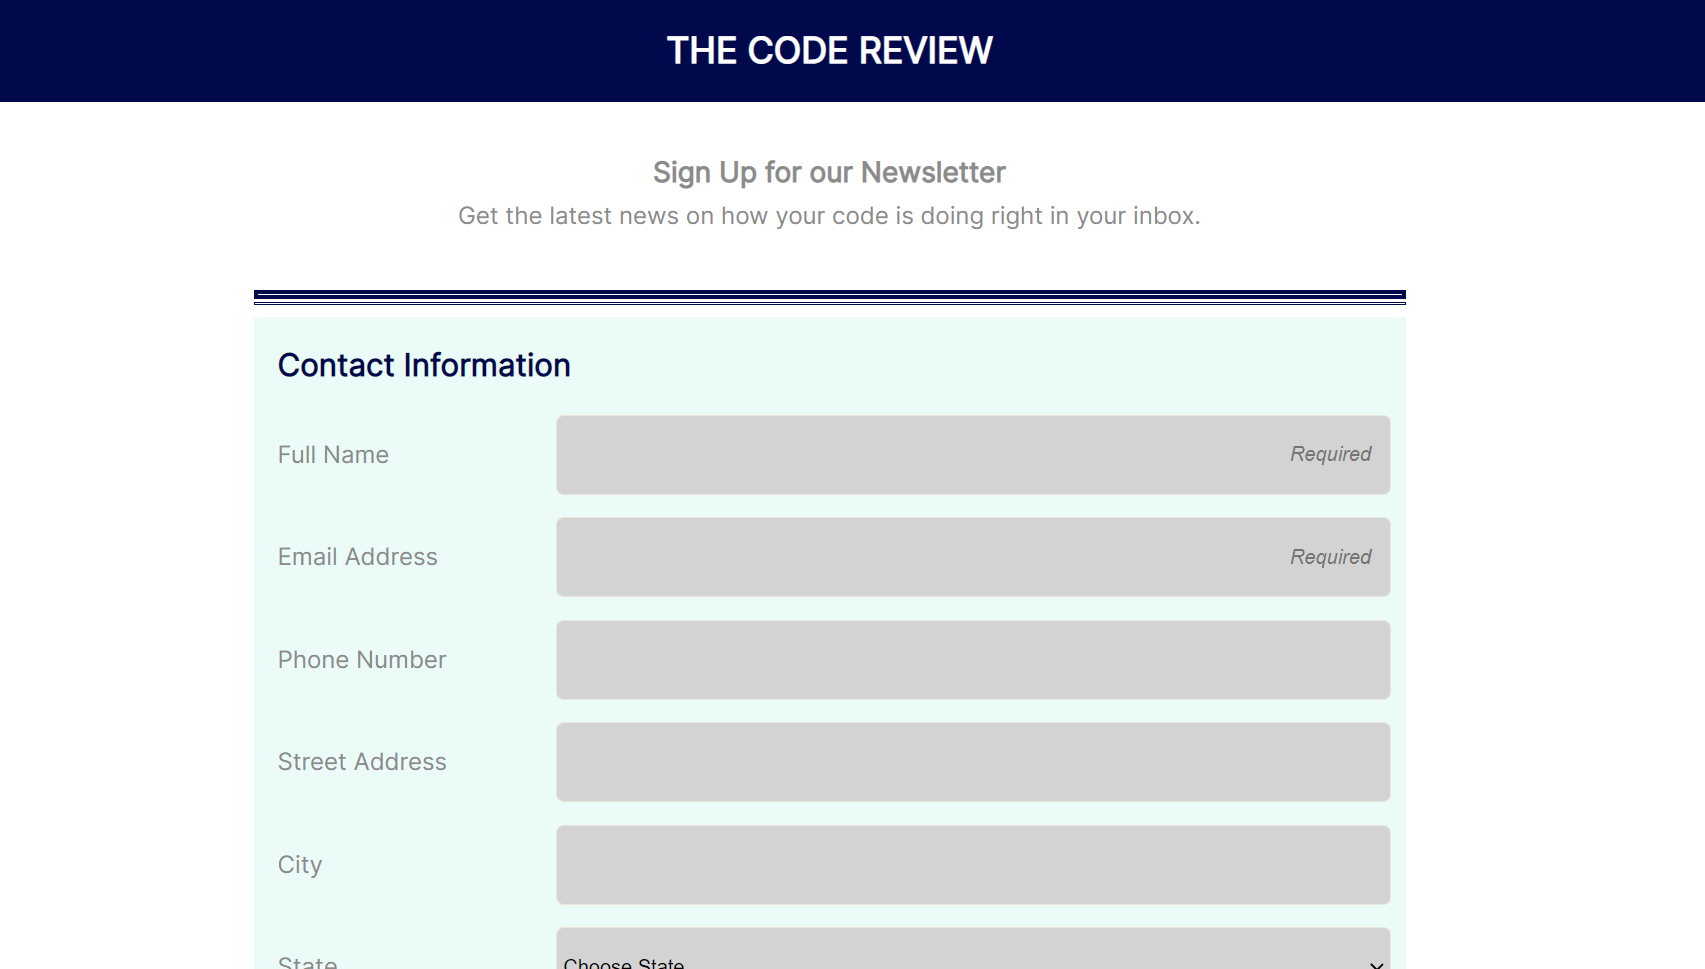 THE CODE REVIEW
Sign Up for our Newsletter
Get the latest news on how your code is doing right in your inbox.
Contact Information
Full Name
Required
Email Address
Required
Phone Number
Street Address
City
State
Choose State